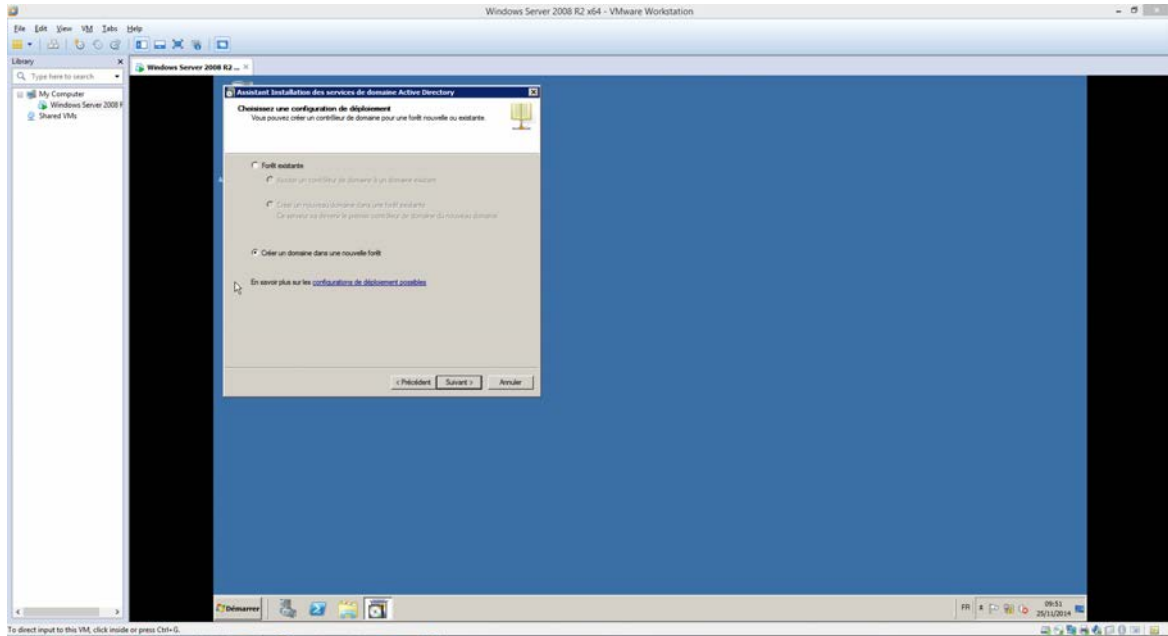 Windows Server 2008 R2 x64 - VMware Workstation
File Edit View VM Tabs Help
Library
Windows Server 2008 R2 ...
Type here to search
My Computer
Windows Server 2008 R
Shared VMs
Assistant Installation des services de domaine Active Directory
Choisissez une configuration de déploiement
Vous pouvez créer un contrôleur de domaine pour une forêt nouvelle ou existante.
Forêt existante
Ajouter un contrôleur de domaine à un domaine existant
Créer un nouveau domaine dans une forêt existante
Ce serveur va devenir le premier contrôleur de domaine du nouveau domaine.
Créer un domaine dans une nouvelle forêt
En savoir plus sur les configurations de déploiement possibles
< Précédent Suivant > Annuler
Démarrer
FR
09:51
25/11/2014
To direct input to this VM, click inside or press Ctrl+G.